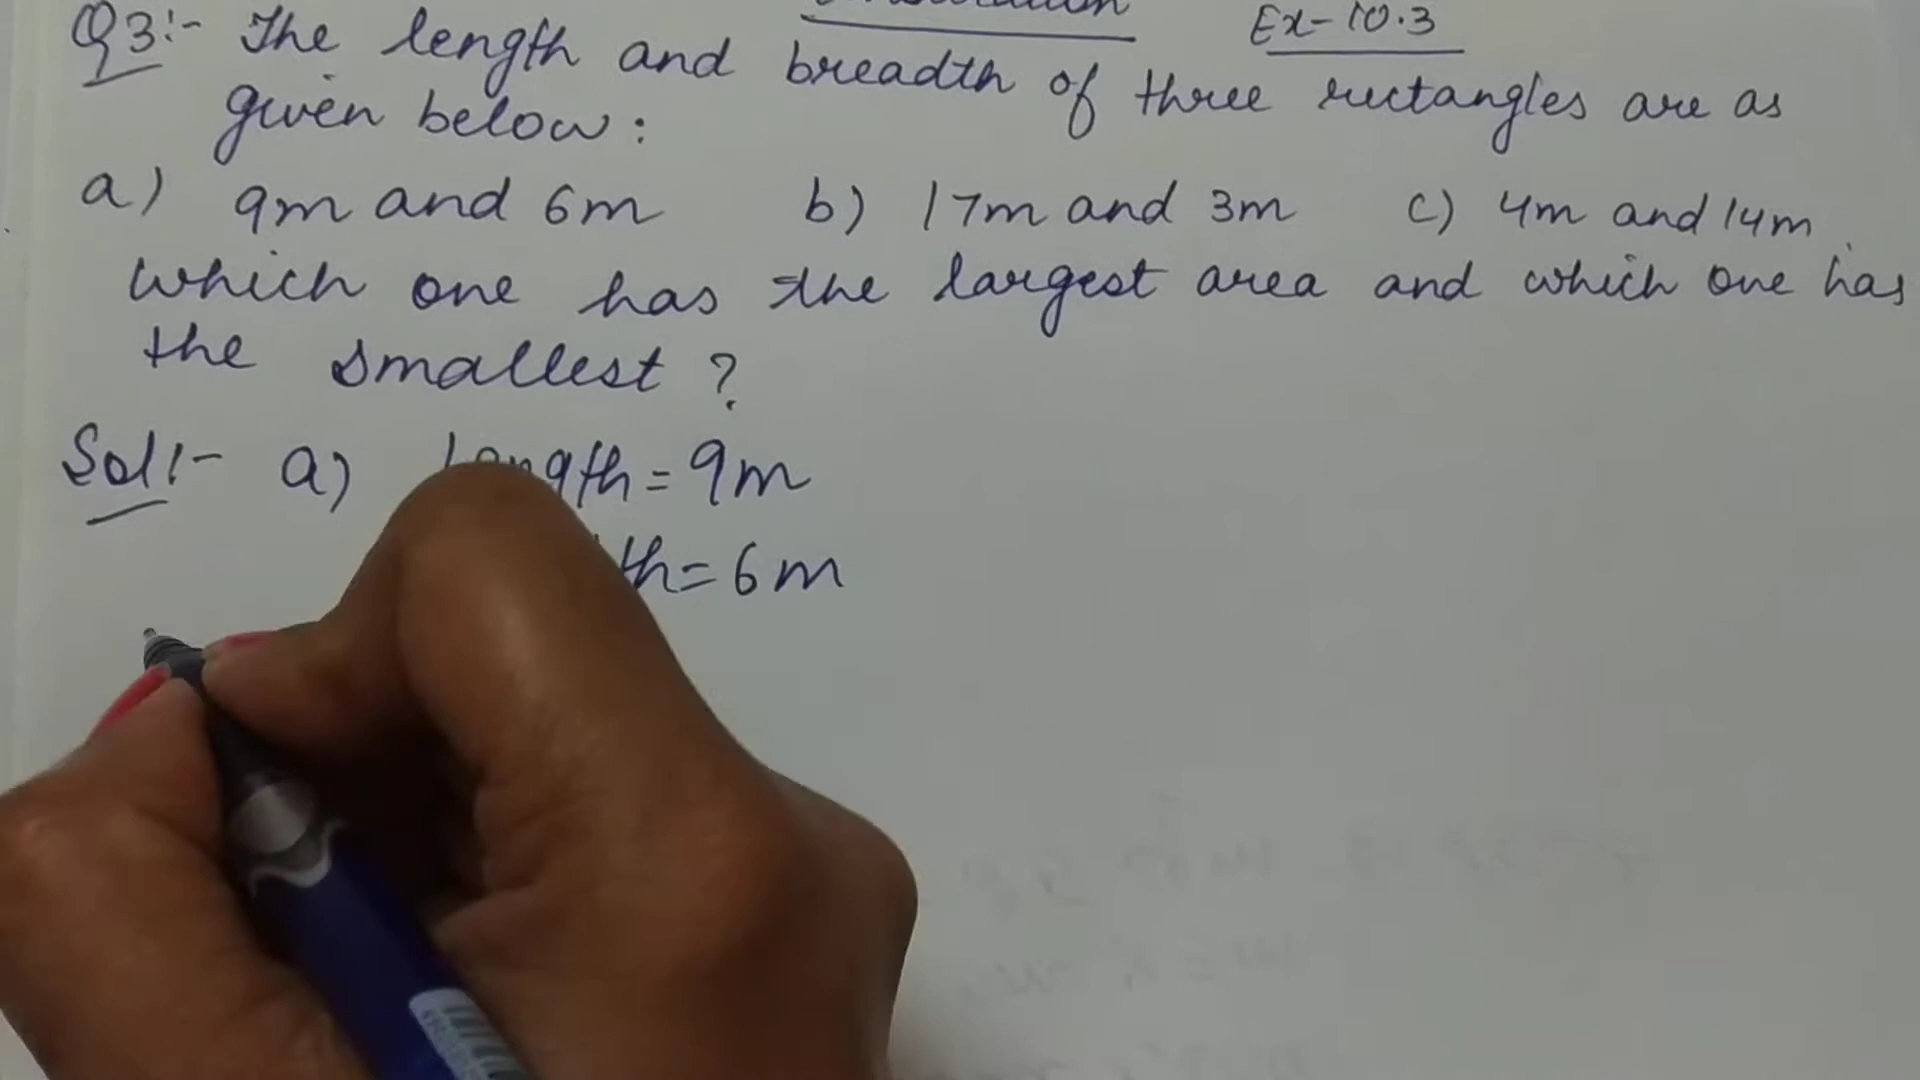 Ex-10.3
Q3:- The length and breadth of three rectangles are as
given below:
a) 9m and 6m b) 17m and 3m c) 4m and 14m
which one has the largest area and which one has
the smallest?
Sol:- a) Length = 9m
th = 6m